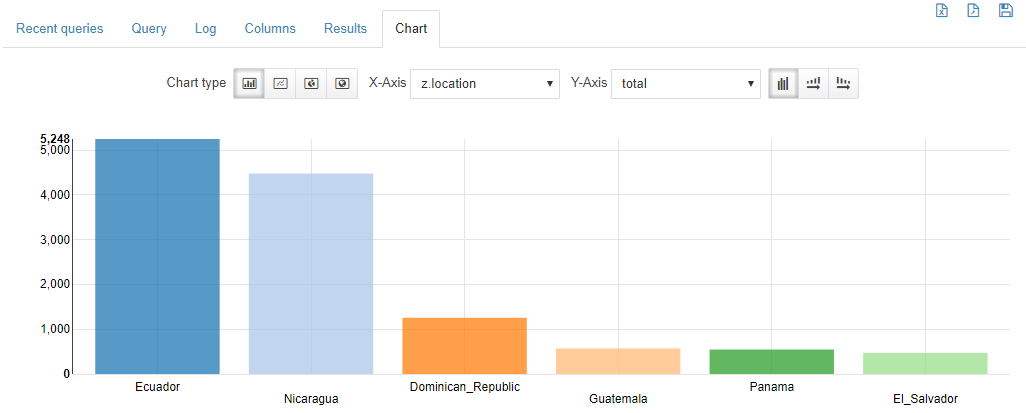 Recent queries Query Log Columns Results Chart
Chart type X-Axis z.location Y-Axis total
5,248
5,000
4,000
3,000
2,000
1,000
0
Ecuador Dominican_Republic Panama
Nicaragua Guatemala El_Salvador